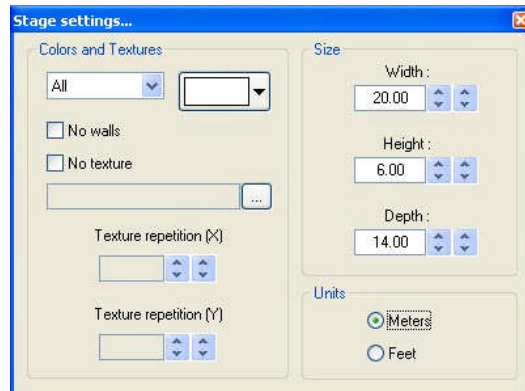 Stage settings...
Colors and Textures
All
No walls
No texture
...
Texture repetition (X)
Texture repetition (Y)
Size
Width :
20.00
Height :
6.00
Depth :
14.00
Units
Meters
Feet